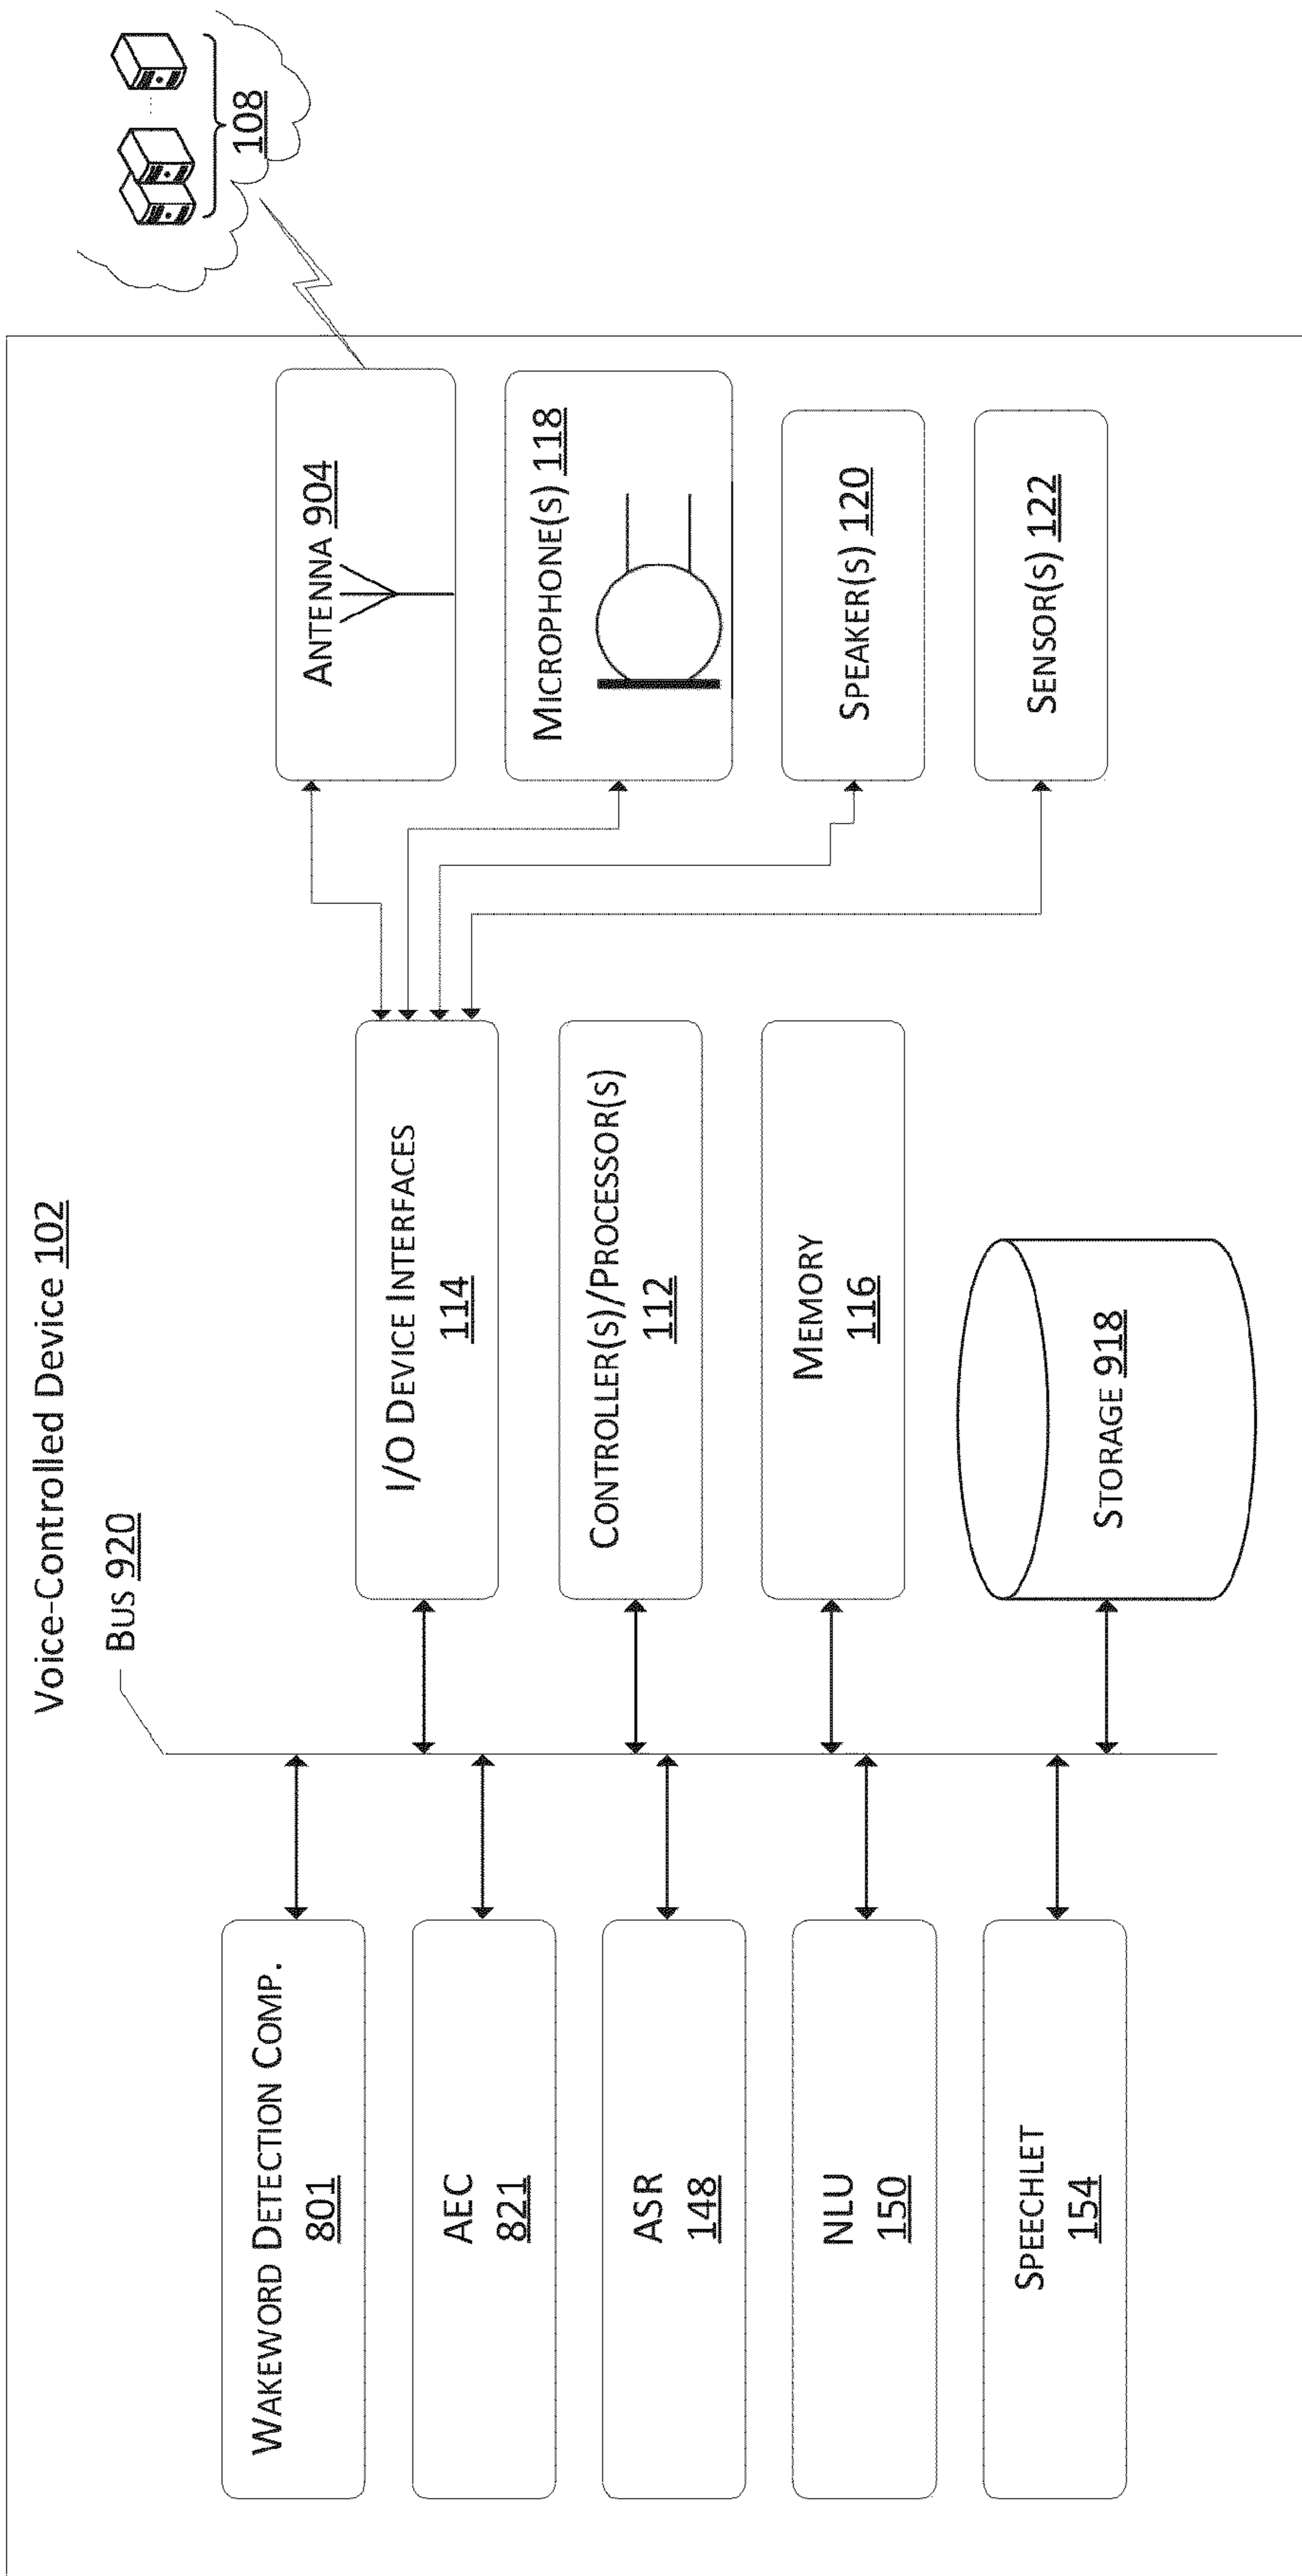 Voice-Controlled Device 102
Bus 920
Wakeword Detection Comp.
801
AEC
821
ASR
148
NLU
150
Speechlet
154
I/O Device Interfaces
114
Controller(s)/Processor(s)
112
Memory
116
Storage 918
Antenna 904
Microphone(s) 118
Speaker(s) 120
Sensor(s) 122
108